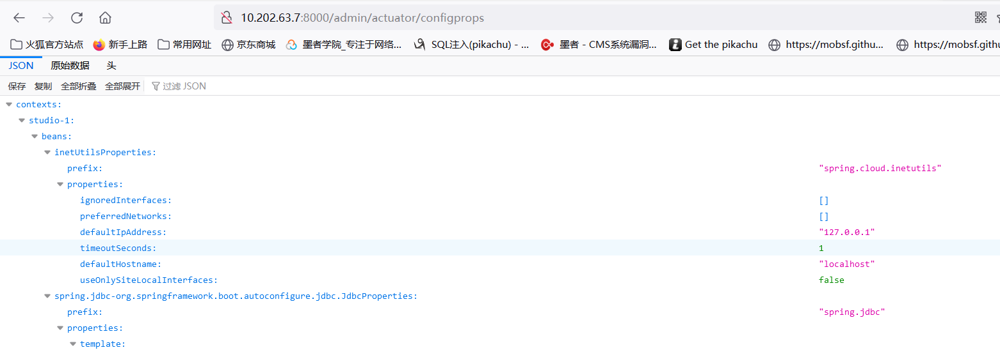 10.202.63.7:8000/admin/actuator/configprops
火狐官方站点 新手上路 常用网址 京东商城 墨者学院_专注于网络... SQL注入(pikachu) - ... 墨者 - CMS系统漏洞... Get the pikachu https://mobsf.githu... https://mobsf.githu
JSON 原始数据 头
保存 复制 全部折叠 全部展开 过滤 JSON
contexts:
studio-1:
beans:
inetUtilsProperties:
prefix: "spring.cloud.inetutils"
properties:
ignoredInterfaces: []
preferredNetworks: []
defaultIpAddress: "127.0.0.1"
timeoutSeconds: 1
defaultHostname: "localhost"
useOnlySiteLocalInterfaces: false
spring.jdbc-org.springframework.boot.autoconfigure.jdbc.JdbcProperties:
prefix: "spring.jdbc"
properties:
template: